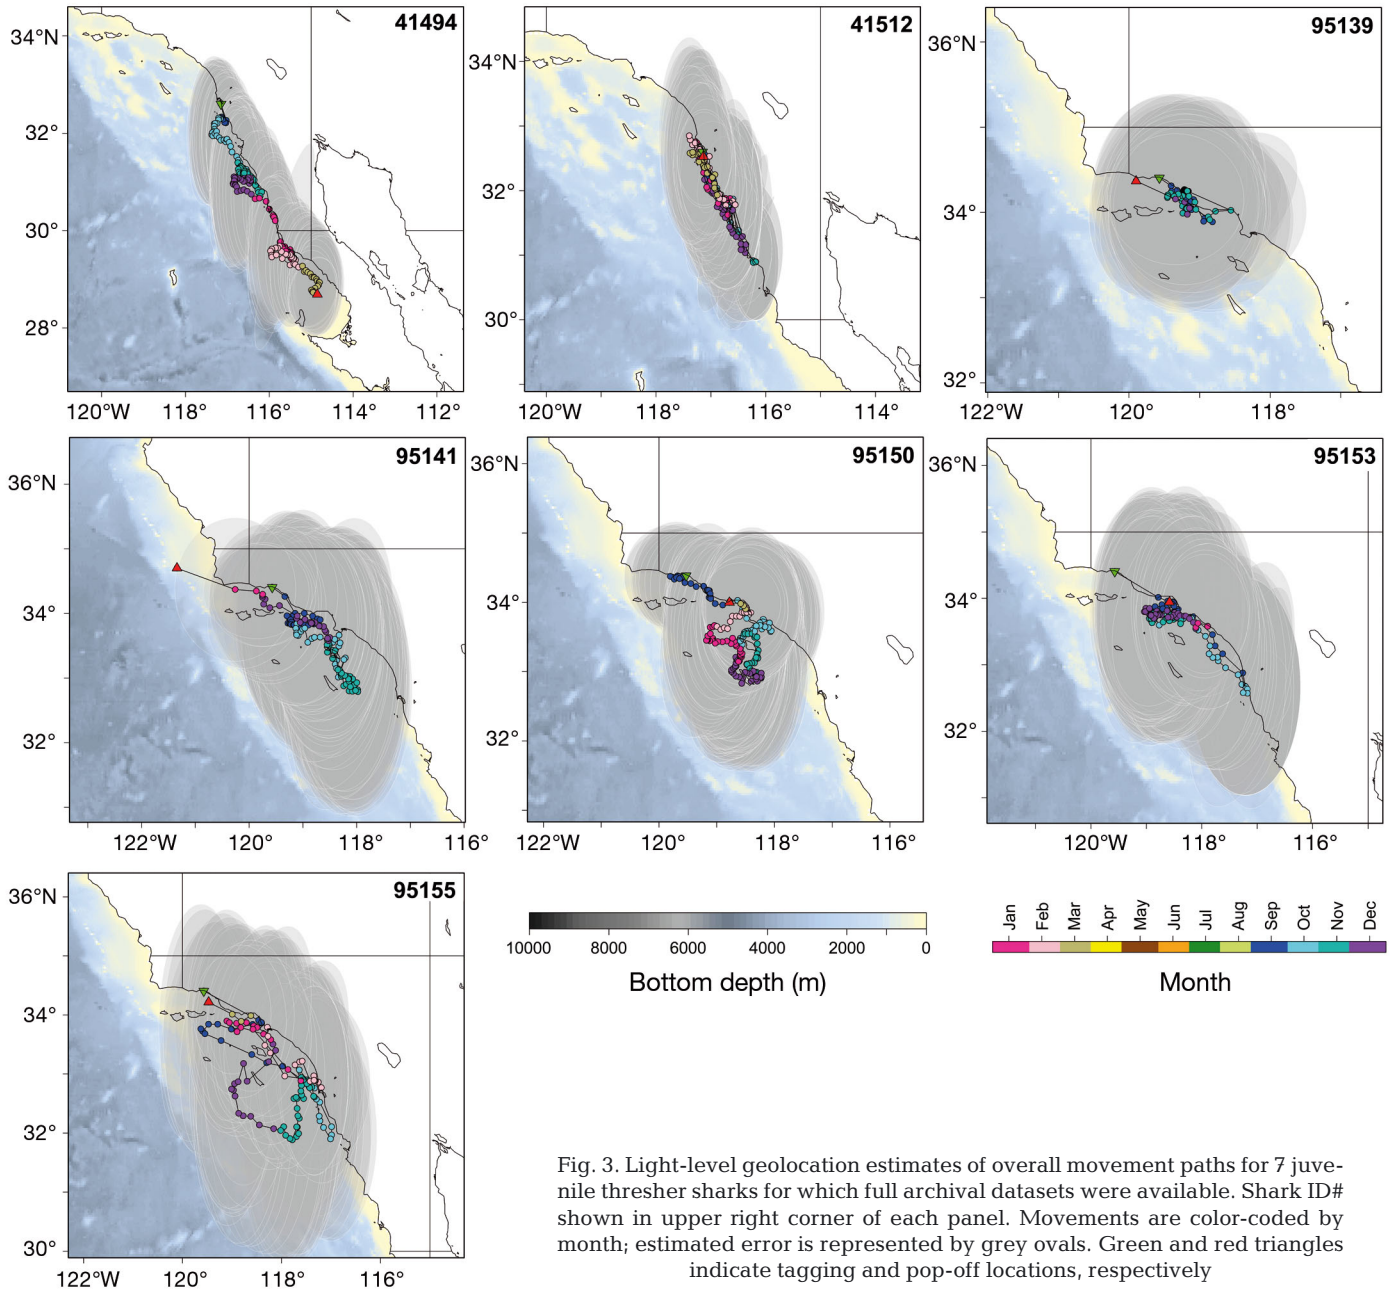 41494
34°N
32°
30°
28°
120°W 118° 116° 114° 112°
41512
34°N
32°
30°
120°W 118° 116° 114°
95139
36°N
34°
32°
122°W 120° 118°
95141
36°N
34°
32°
122°W 120° 118° 116°
95150
36°N
34°
32°
122°W 120° 118° 116°
95153
36°N
34°
32°
120°W 118° 116°
95155
36°N
34°
32°
30°
122°W 120° 118° 116°
10000 8000 6000 4000 2000 0
Bottom depth (m)
Jan Feb Mar Apr May Jun Jul Aug Sep Oct Nov Dec
Month
Fig. 3. Light-level geolocation estimates of overall movement paths for 7 juve-
nile thresher sharks for which full archival datasets were available. Shark ID#
shown in upper right corner of each panel. Movements are color-coded by
month; estimated error is represented by grey ovals. Green and red triangles
indicate tagging and pop-off locations, respectively